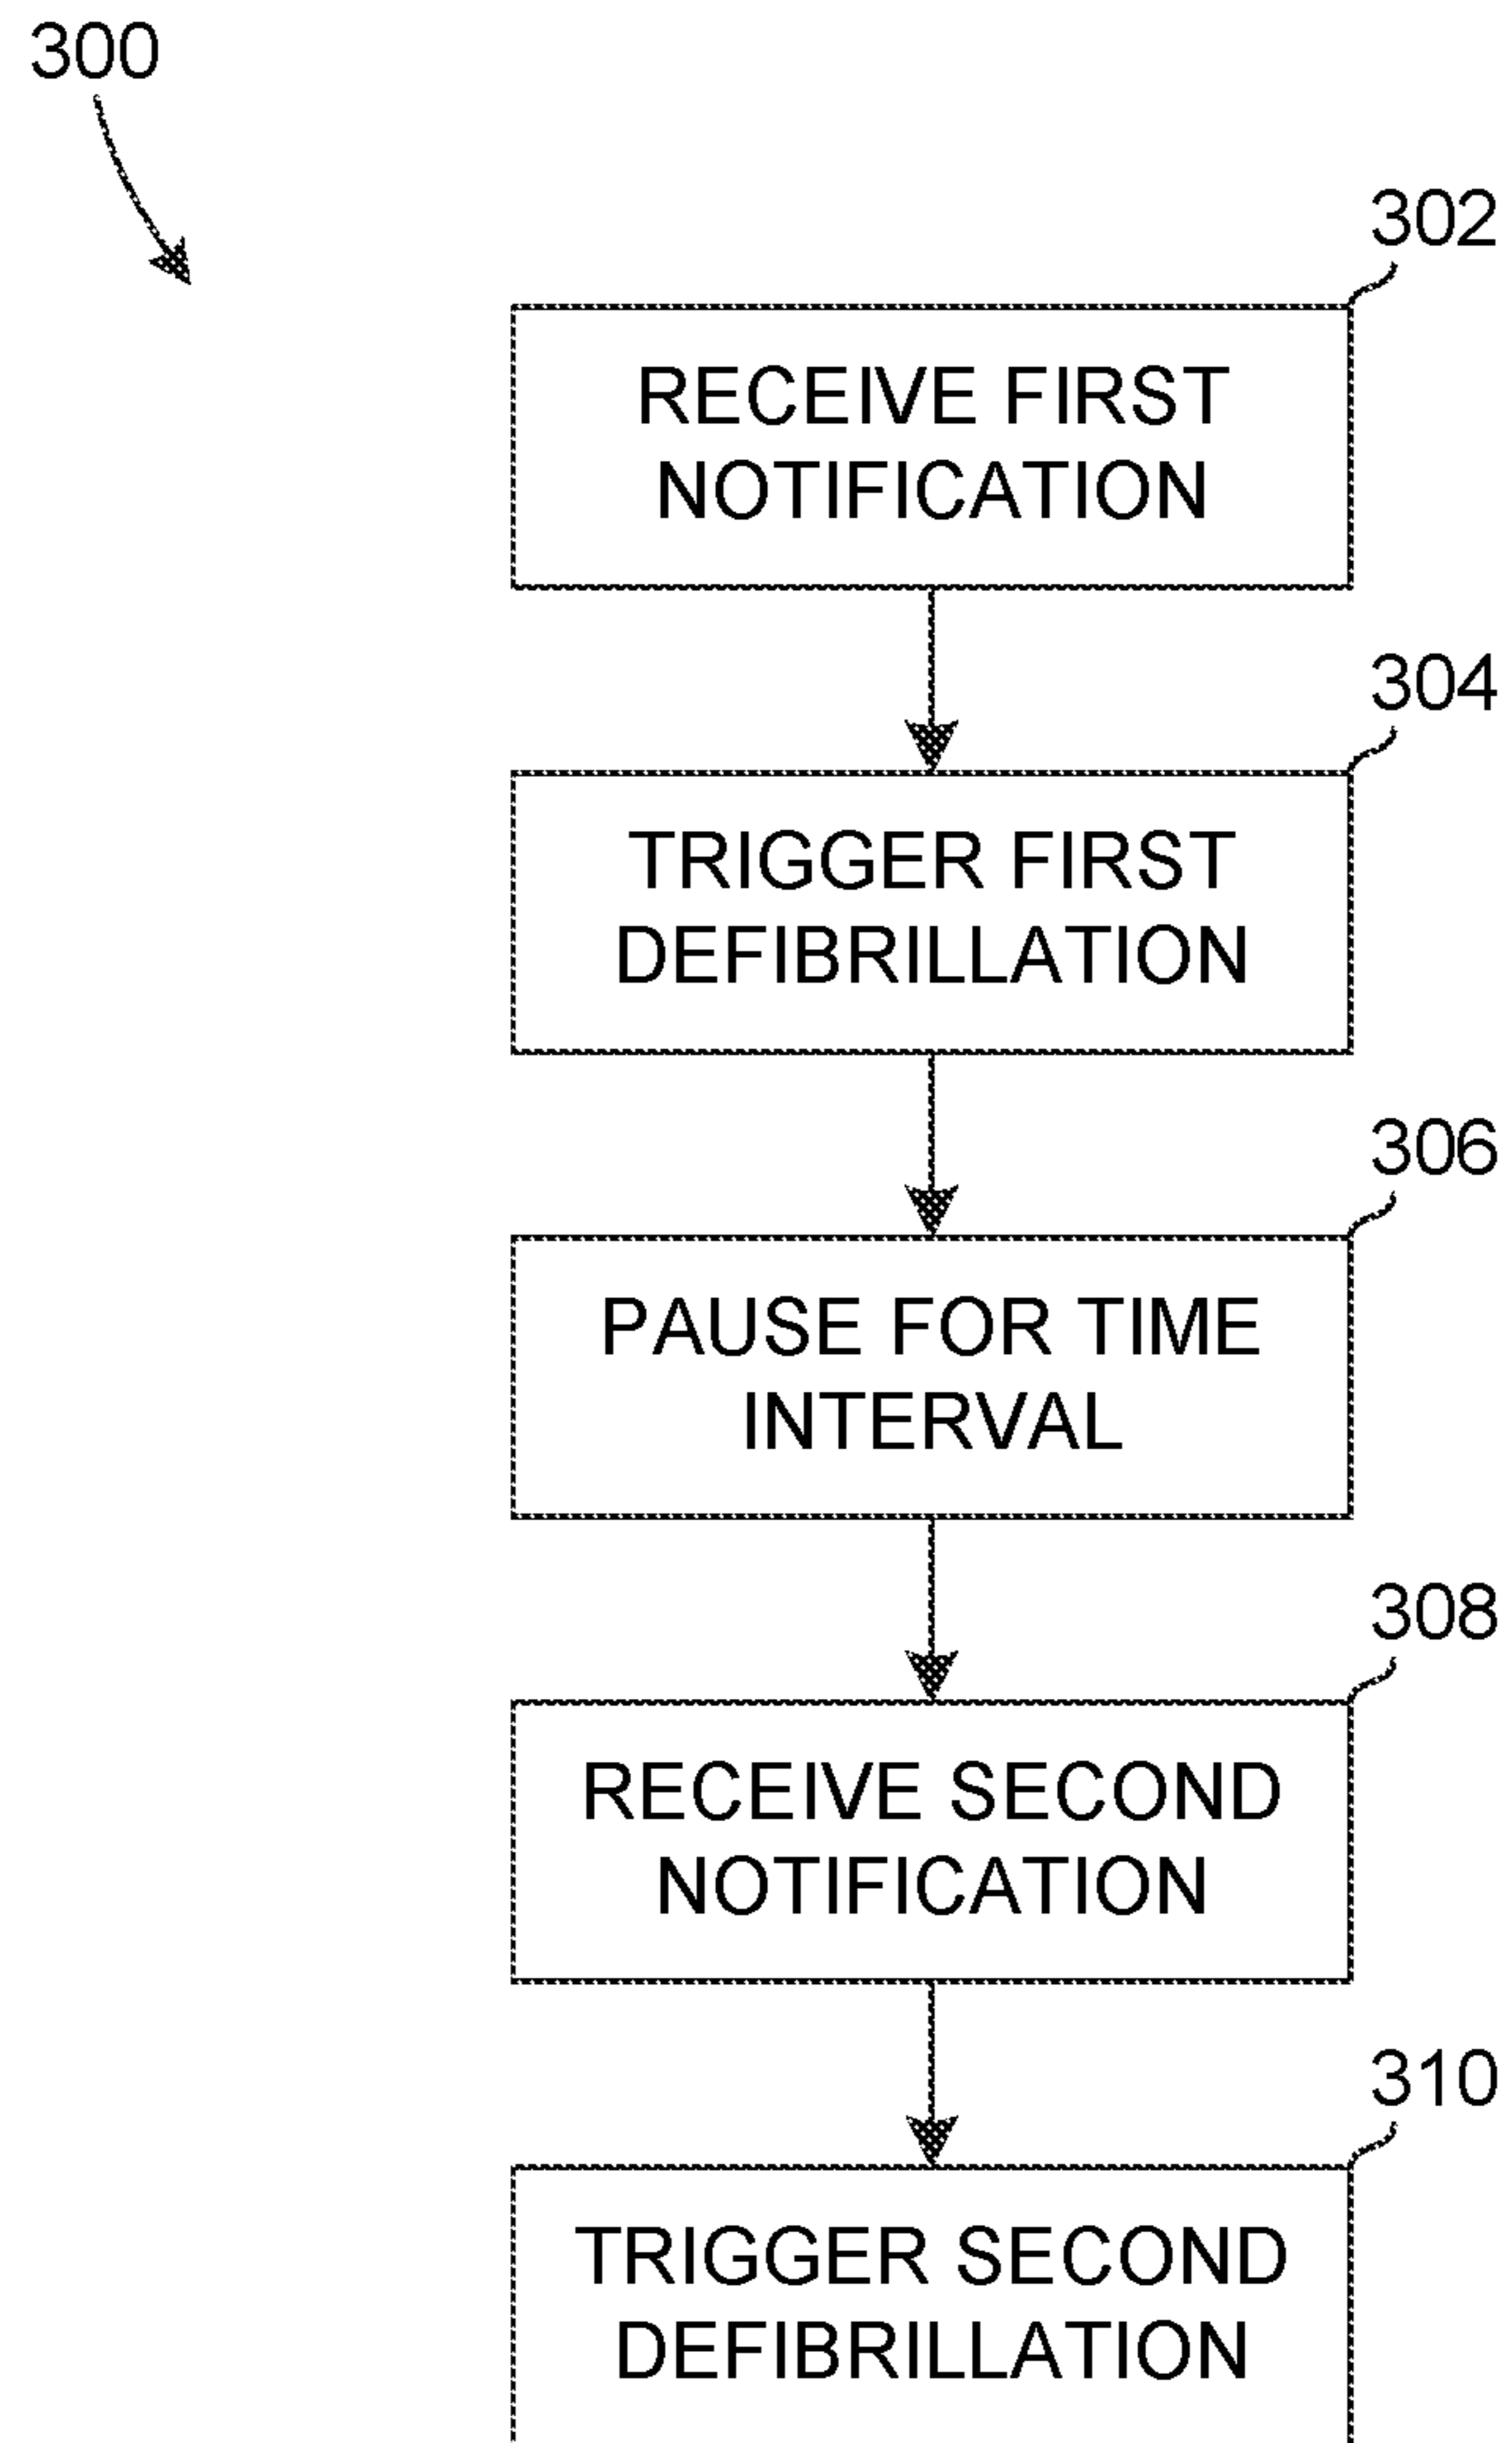 300
302
RECEIVE FIRST
NOTIFICATION
304
TRIGGER FIRST
DEFIBRILLATION
306
PAUSE FOR TIME
INTERVAL
308
RECEIVE SECOND
NOTIFICATION
310
TRIGGER SECOND
DEFIBRILLATION